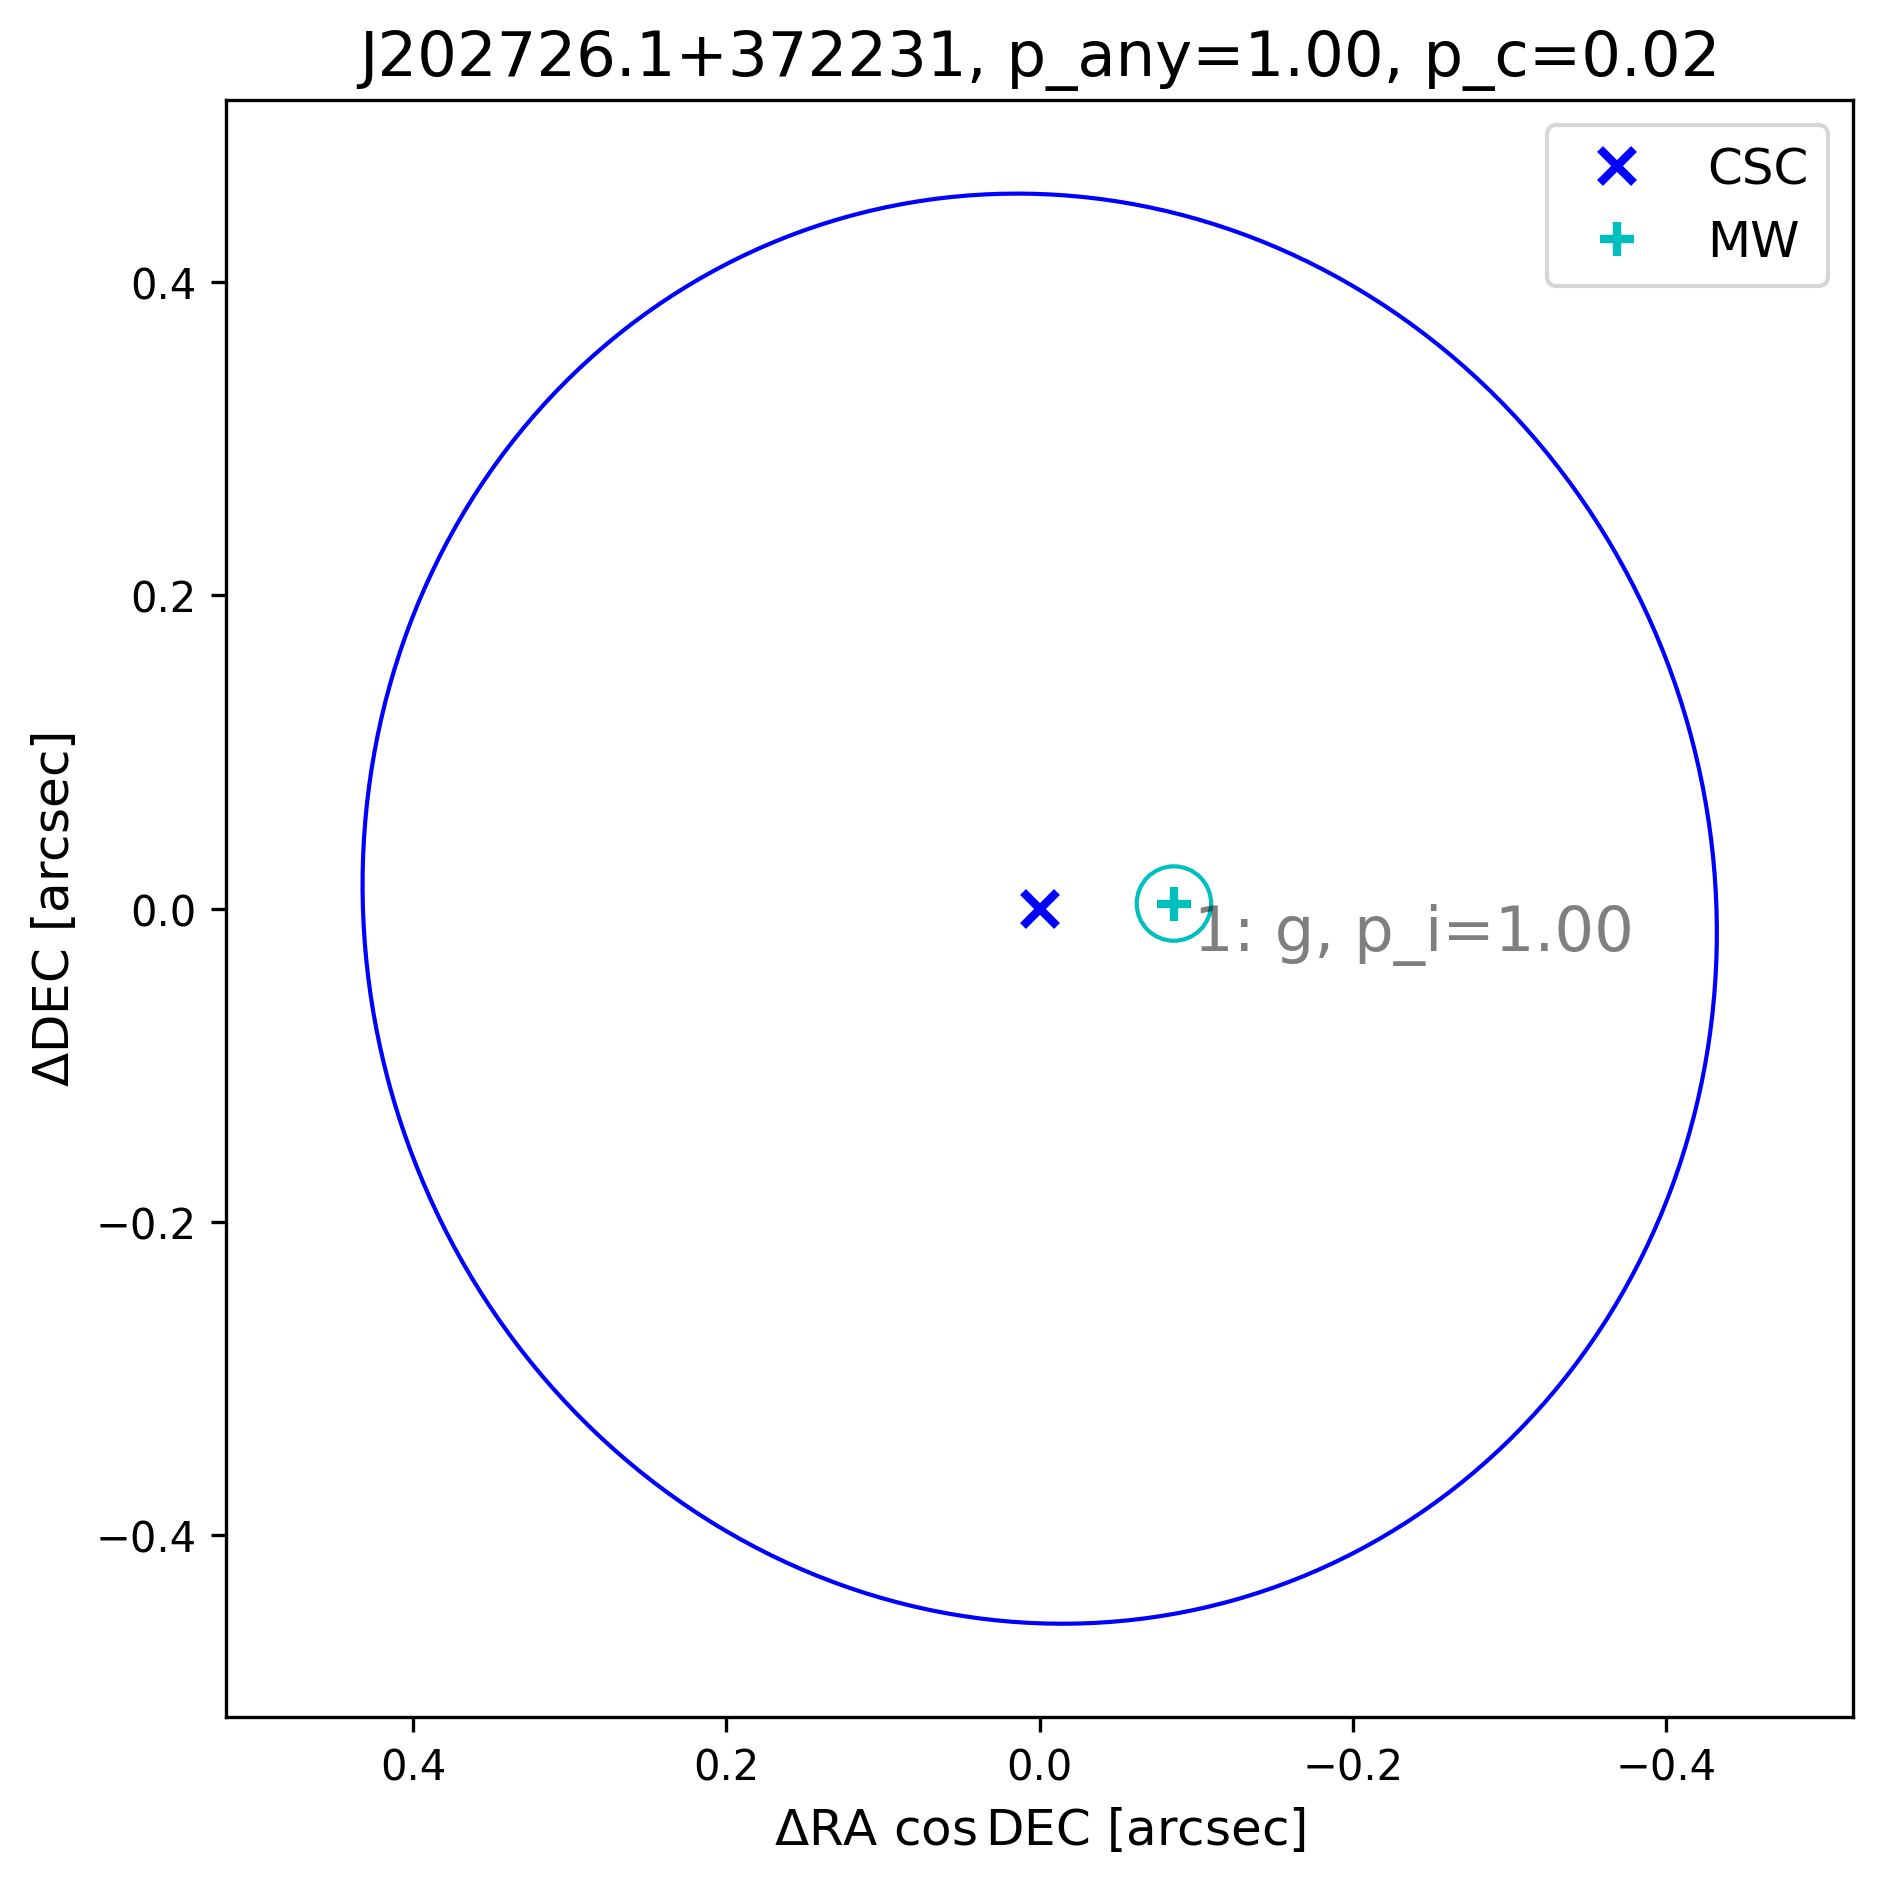 J202726.1+372231, p_any=1.00, p_c=0.02
CSC
MW
0.4
0.2
0.0
−0.2
−0.4
ΔDEC [arcsec]
1: g, p_i=1.00
0.4
0.2
0.0
−0.2
−0.4
ΔRA cos DEC [arcsec]